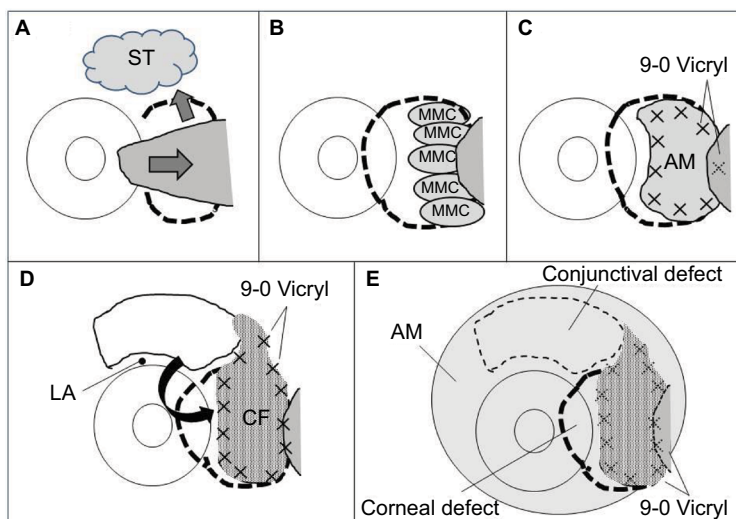 A
ST
B
MMC
MMC
MMC
MMC
MMC
C
9-0 Vicryl
AM
D
9-0 Vicryl
LA
CF
E
Conjunctival defect
AM
Corneal defect
9-0 Vicryl